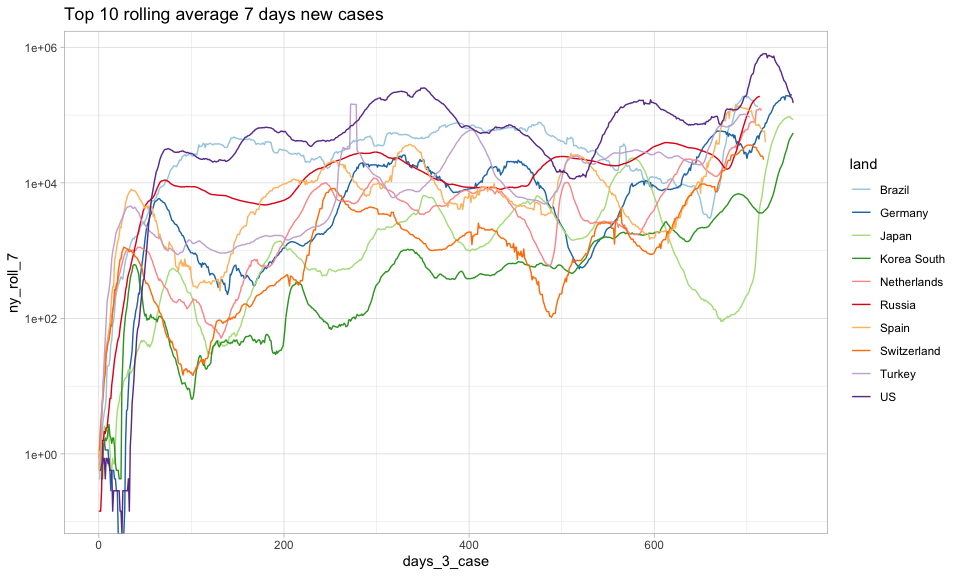 Top 10 rolling average 7 days new cases
1e+06
1e+04
1e+02
1e+00
ny_roll_7
0
200
400
600
days_3_case
land
Brazil
Germany
Japan
Korea South
Netherlands
Russia
Spain
Switzerland
Turkey
US